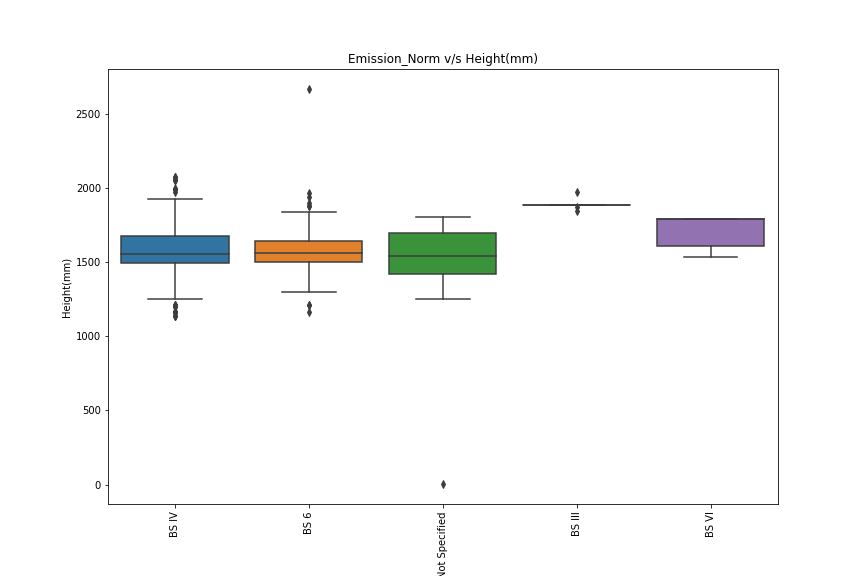 Emission_Norm v/s Height(mm)
Height(mm)
2500
2000
1500
1000
500
0
BS IV
BS 6
Not Specified
BS III
BS VI